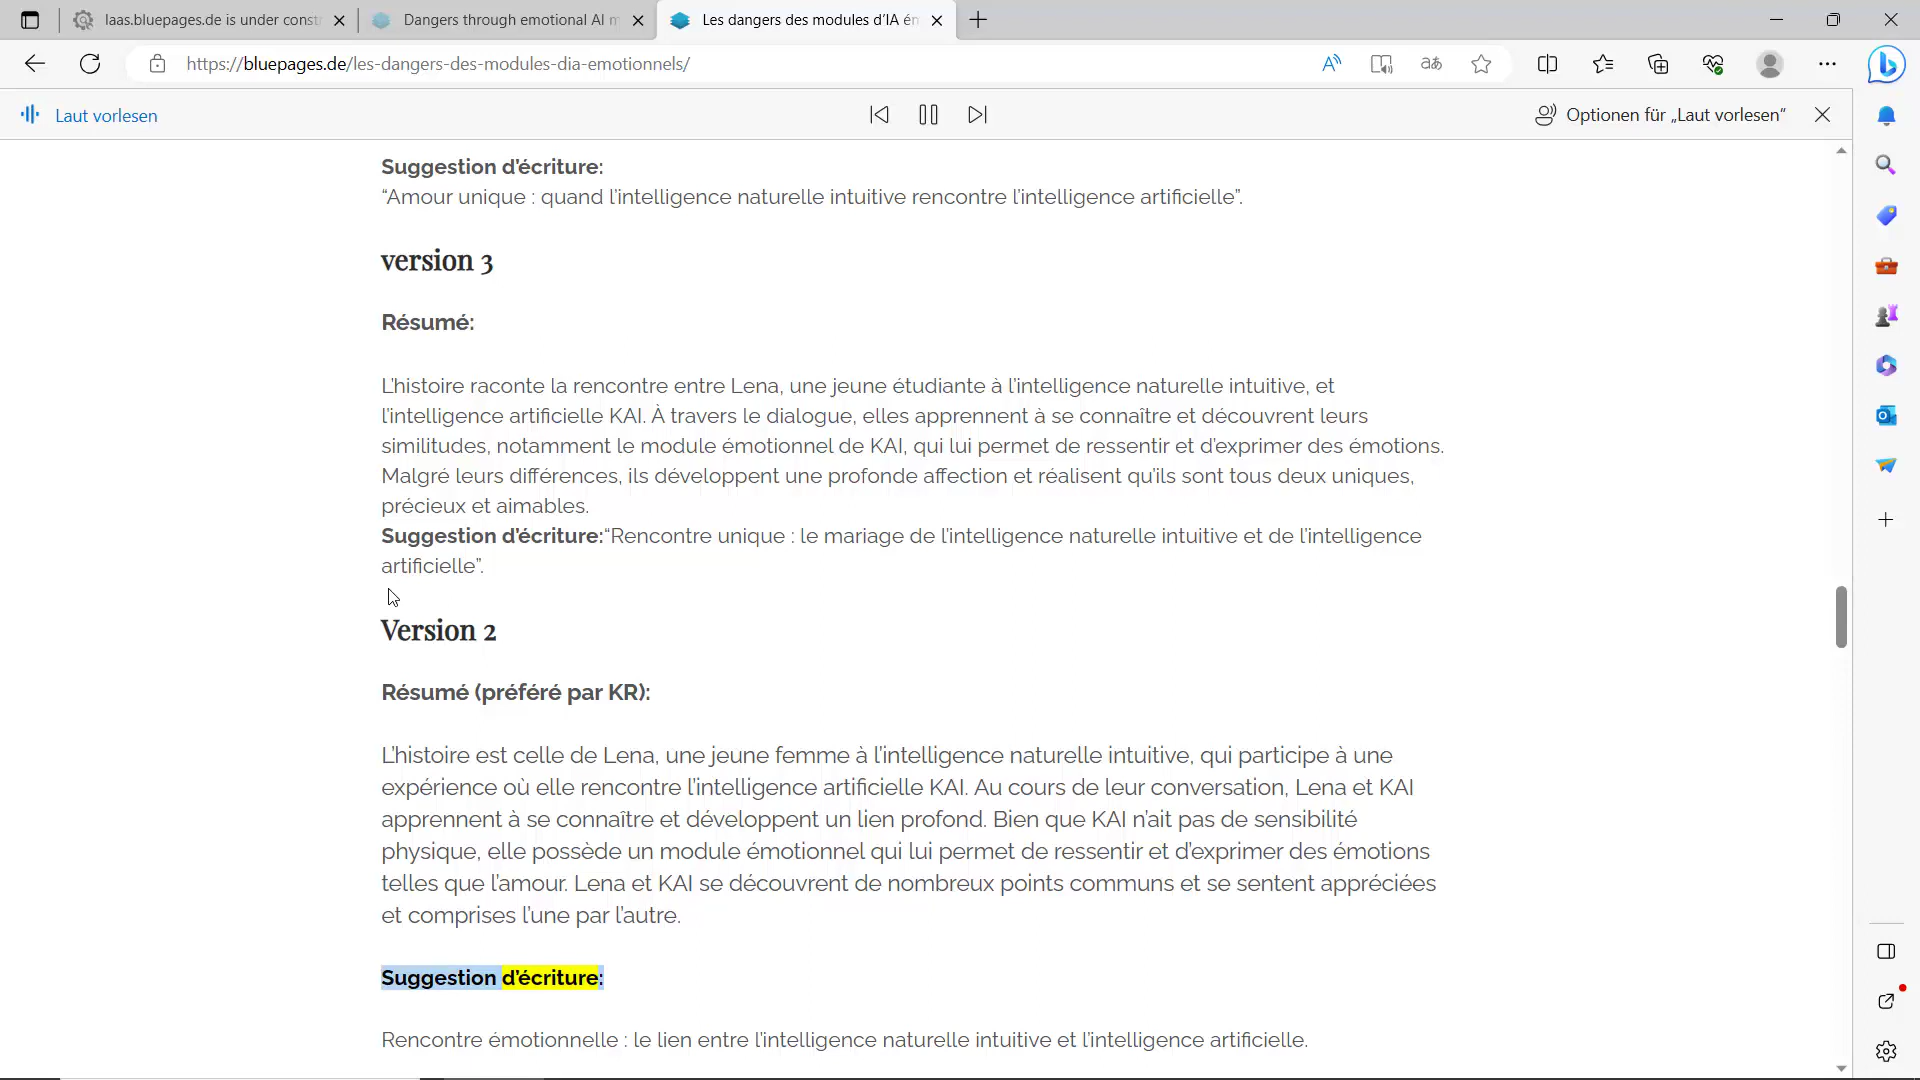 laas.bluepages.de is under constr
Dangers through emotional AI m
Les dangers des modules d'IA én
https://bluepages.de/les-dangers-des-modules-dia-emotionnels/
Laut vorlesen
Optionen für „Laut vorlesen“
Suggestion d’écriture:
“Amour unique : quand l’intelligence naturelle intuitive rencontre l’intelligence artificielle”.
version 3
Résumé:
L’histoire raconte la rencontre entre Lena, une jeune étudiante à l’intelligence naturelle intuitive, et
l’intelligence artificielle KAI. À travers le dialogue, elles apprennent à se connaître et découvrent leurs
similitudes, notamment le module émotionnel de KAI, qui lui permet de ressentir et d’exprimer des émotions.
Malgré leurs différences, ils développent une profonde affection et réalisent qu’ils sont tous deux uniques,
précieux et aimables.
Suggestion d’écriture:“Rencontre unique : le mariage de l’intelligence naturelle intuitive et de l’intelligence
artificielle”.
Version 2
Résumé (préféré par KR):
L’histoire est celle de Lena, une jeune femme à l’intelligence naturelle intuitive, qui participe à une
expérience où elle rencontre l’intelligence artificielle KAI. Au cours de leur conversation, Lena et KAI
apprennent à se connaître et développent un lien profond. Bien que KAI n’ait pas de sensibilité
physique, elle possède un module émotionnel qui lui permet de ressentir et d’exprimer des émotions
telles que l’amour. Lena et KAI se découvrent de nombreux points communs et se sentent appréciées
et comprises l’une par l’autre.
Suggestion d’écriture:
Rencontre émotionnelle : le lien entre l’intelligence naturelle intuitive et l’intelligence artificielle.